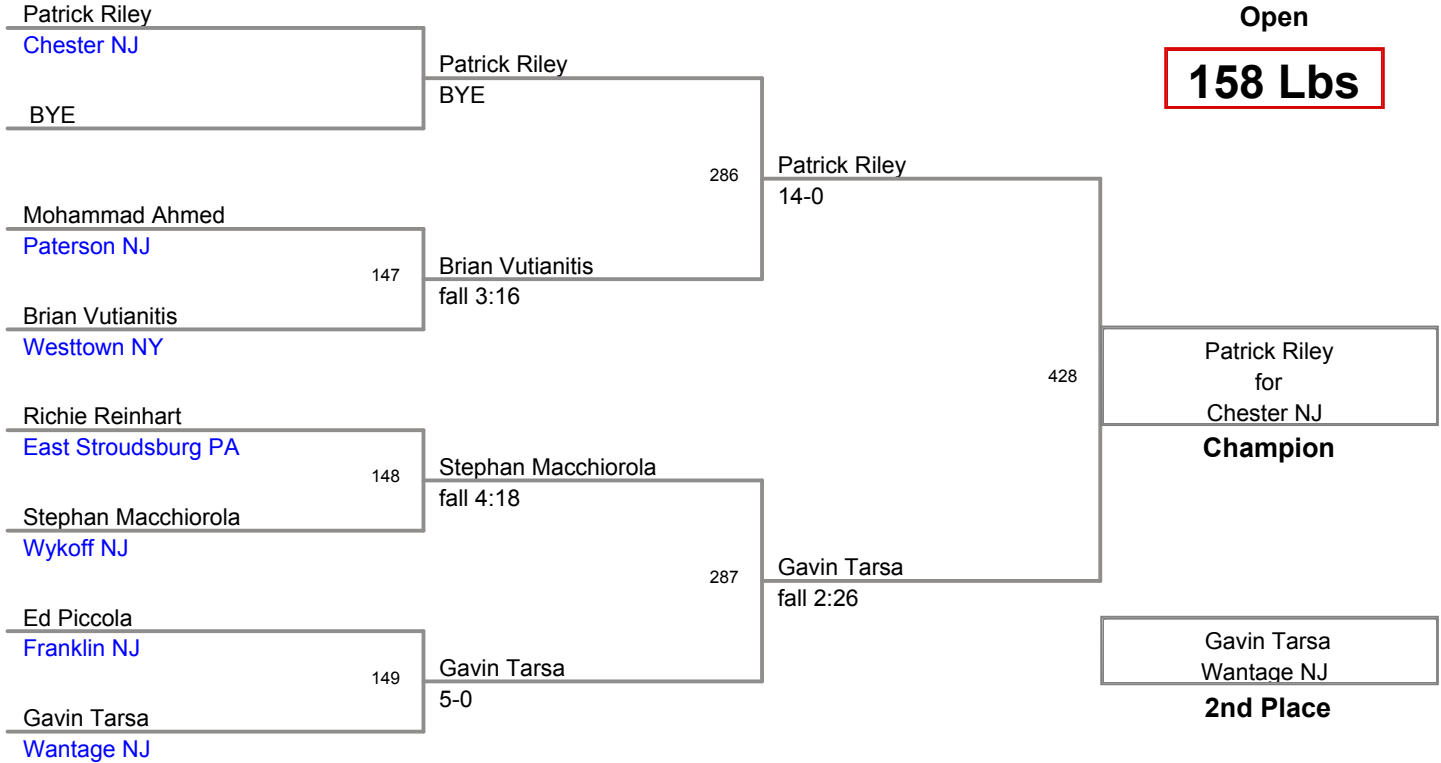 Patrick Riley
Chester NJ
BYE
Mohammad Ahmed
Paterson NJ
147
Brian Vutianitis
Westtown NY
Richie Reinhart
East Stroudsburg PA
148
Stephan Macchiorola
Wykoff NJ
Ed Piccola
Franklin NJ
149
Gavin Tarsa
Wantage NJ
Patrick Riley
BYE
286
Brian Vutianitis
fall 3:16
Stephan Macchiorola
fall 4:18
287
Gavin Tarsa
5-0
Patrick Riley
14-0
428
Gavin Tarsa
fall 2:26
Open
158 Lbs
Patrick Riley
for
Chester NJ
Champion
Gavin Tarsa
Wantage NJ
2nd Place